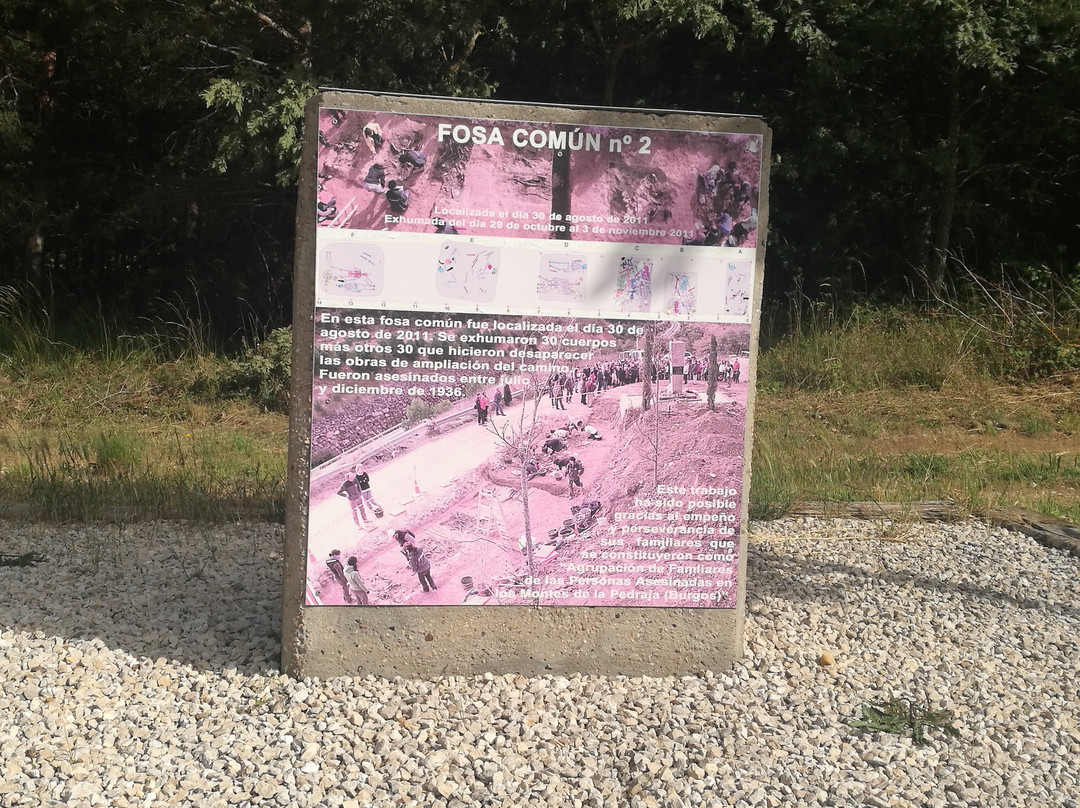 FOSA COMÚN nº 2
Localizada el día 30 de agosto de 2011
Exhumada del día 29 de octubre al 3 de noviembre 2011
F E D C B A
En esta fosa común fue localizada el día 30 de
agosto de 2011. Se exhumaron 30 cuerpos
más otros 30 que hicieron desaparecer
las obras de ampliación del camino.
Fueron asesinados entre julio
y diciembre de 1936.
Este trabajo
ha sido posible
gracias al empeño
y perseverancia de
sus familiares que
se constituyeron como
"Agrupación de Famliares
de las Personas Asesinadas en
los Montes de la Pedraja (Burgos)".